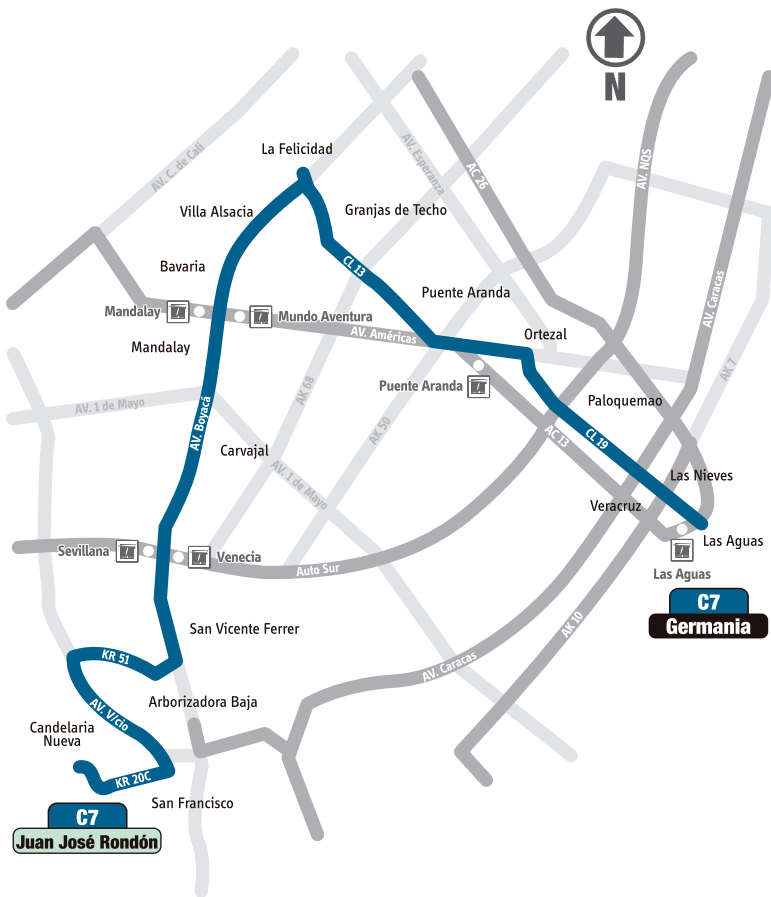 N
La Felicidad
AV. C. de Cali
AV. Esperanza
AC 26
AV. NQS
Villa Alsacia
Granjas de Techo
Bavaria
CL 13
Puente Aranda
AV. Caracas
Mandalay
Mundo Aventura
AV. Américas
Ortezal
Mandalay
AK 7
Puente Aranda
AK 68
Paloquemao
AV. 1 de Mayo
AV. Boyacá
AK 50
AC 13
CL 19
Carvajal
AV. 1 de Mayo
Las Nieves
Veracruz
Sevillana
Venecia
Las Aguas
Auto Sur
Las Aguas
C7
Germania
San Vicente Ferrer
AK 10
KR 51
AV. Caracas
Arborizadora Baja
AV. V/cio
Candelaria
Nueva
KR 20C
San Francisco
C7
Juan José Rondón